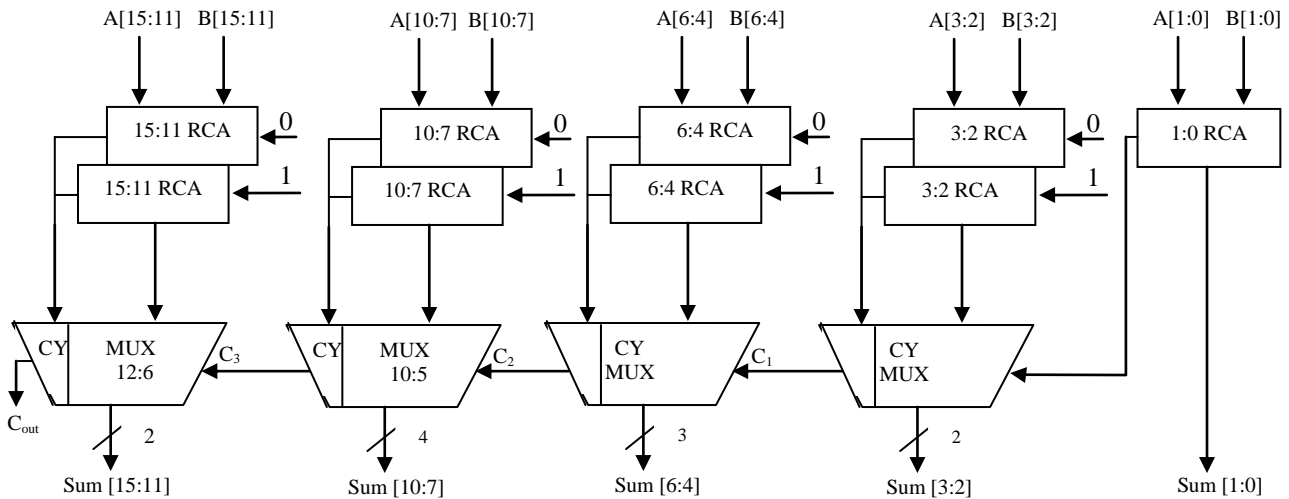 A[15:11] B[15:11] A[10:7] B[10:7] A[6:4] B[6:4] A[3:2] B[3:2] A[1:0] B[1:0]
15:11 RCA 0 10:7 RCA 0 6:4 RCA 0 3:2 RCA 0 1:0 RCA
15:11 RCA 1 10:7 RCA 1 6:4 RCA 1 3:2 RCA 1
CY MUX C₃ CY MUX C₂ CY C₁ CY
12:6 10:5 MUX MUX
Cout 2 4 3 2
Sum [15:11] Sum [10:7] Sum [6:4] Sum [3:2] Sum [1:0]